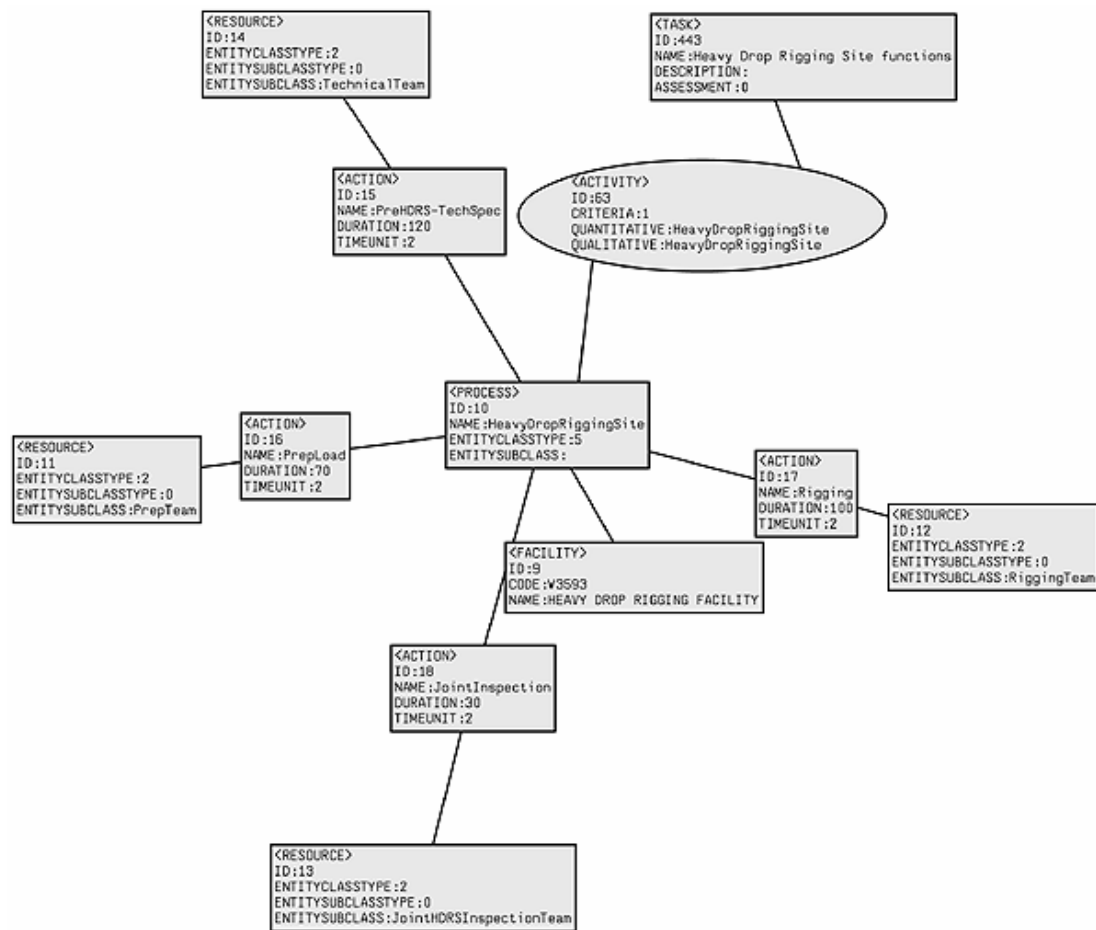 <RESOURCE>
ID:14
ENTITYCLASSTYPE:2
ENTITYSUBCLASSTYPE:0
ENTITYSUBCLASS:TechnicalTeam
<TASK>
ID:443
NAME:Heavy Drop Rigging Site functions
DESCRIPTION:
ASSESSMENT:0
<ACTION>
ID:15
NAME:PreHDRS-TechSpec
DURATION:120
TIMEUNIT:2
<ACTIVITY>
ID:63
CRITERIA:1
QUANTITATIVE:HeavyDropRiggingSite
QUALITATIVE:HeavyDropRiggingSite
<PROCESS>
ID:10
NAME:HeavyDropRiggingSite
ENTITYCLASSTYPE:5
ENTITYSUBCLASS:
<RESOURCE>
ID:11
ENTITYCLASSTYPE:2
ENTITYSUBCLASSTYPE:0
ENTITYSUBCLASS:PrepTeam
<ACTION>
ID:16
NAME:PrepLoad
DURATION:70
TIMEUNIT:2
<ACTION>
ID:17
NAME:Rigging
DURATION:100
TIMEUNIT:2
<RESOURCE>
ID:12
ENTITYCLASSTYPE:2
ENTITYSUBCLASSTYPE:0
ENTITYSUBCLASS:RiggingTeam
<FACILITY>
ID:9
CODE:W3593
NAME:HEAVY DROP RIGGING FACILITY
<ACTION>
ID:18
NAME:JointInspection
DURATION:30
TIMEUNIT:2
<RESOURCE>
ID:13
ENTITYCLASSTYPE:2
ENTITYSUBCLASSTYPE:0
ENTITYSUBCLASS:JointHDRSInspectionTeam